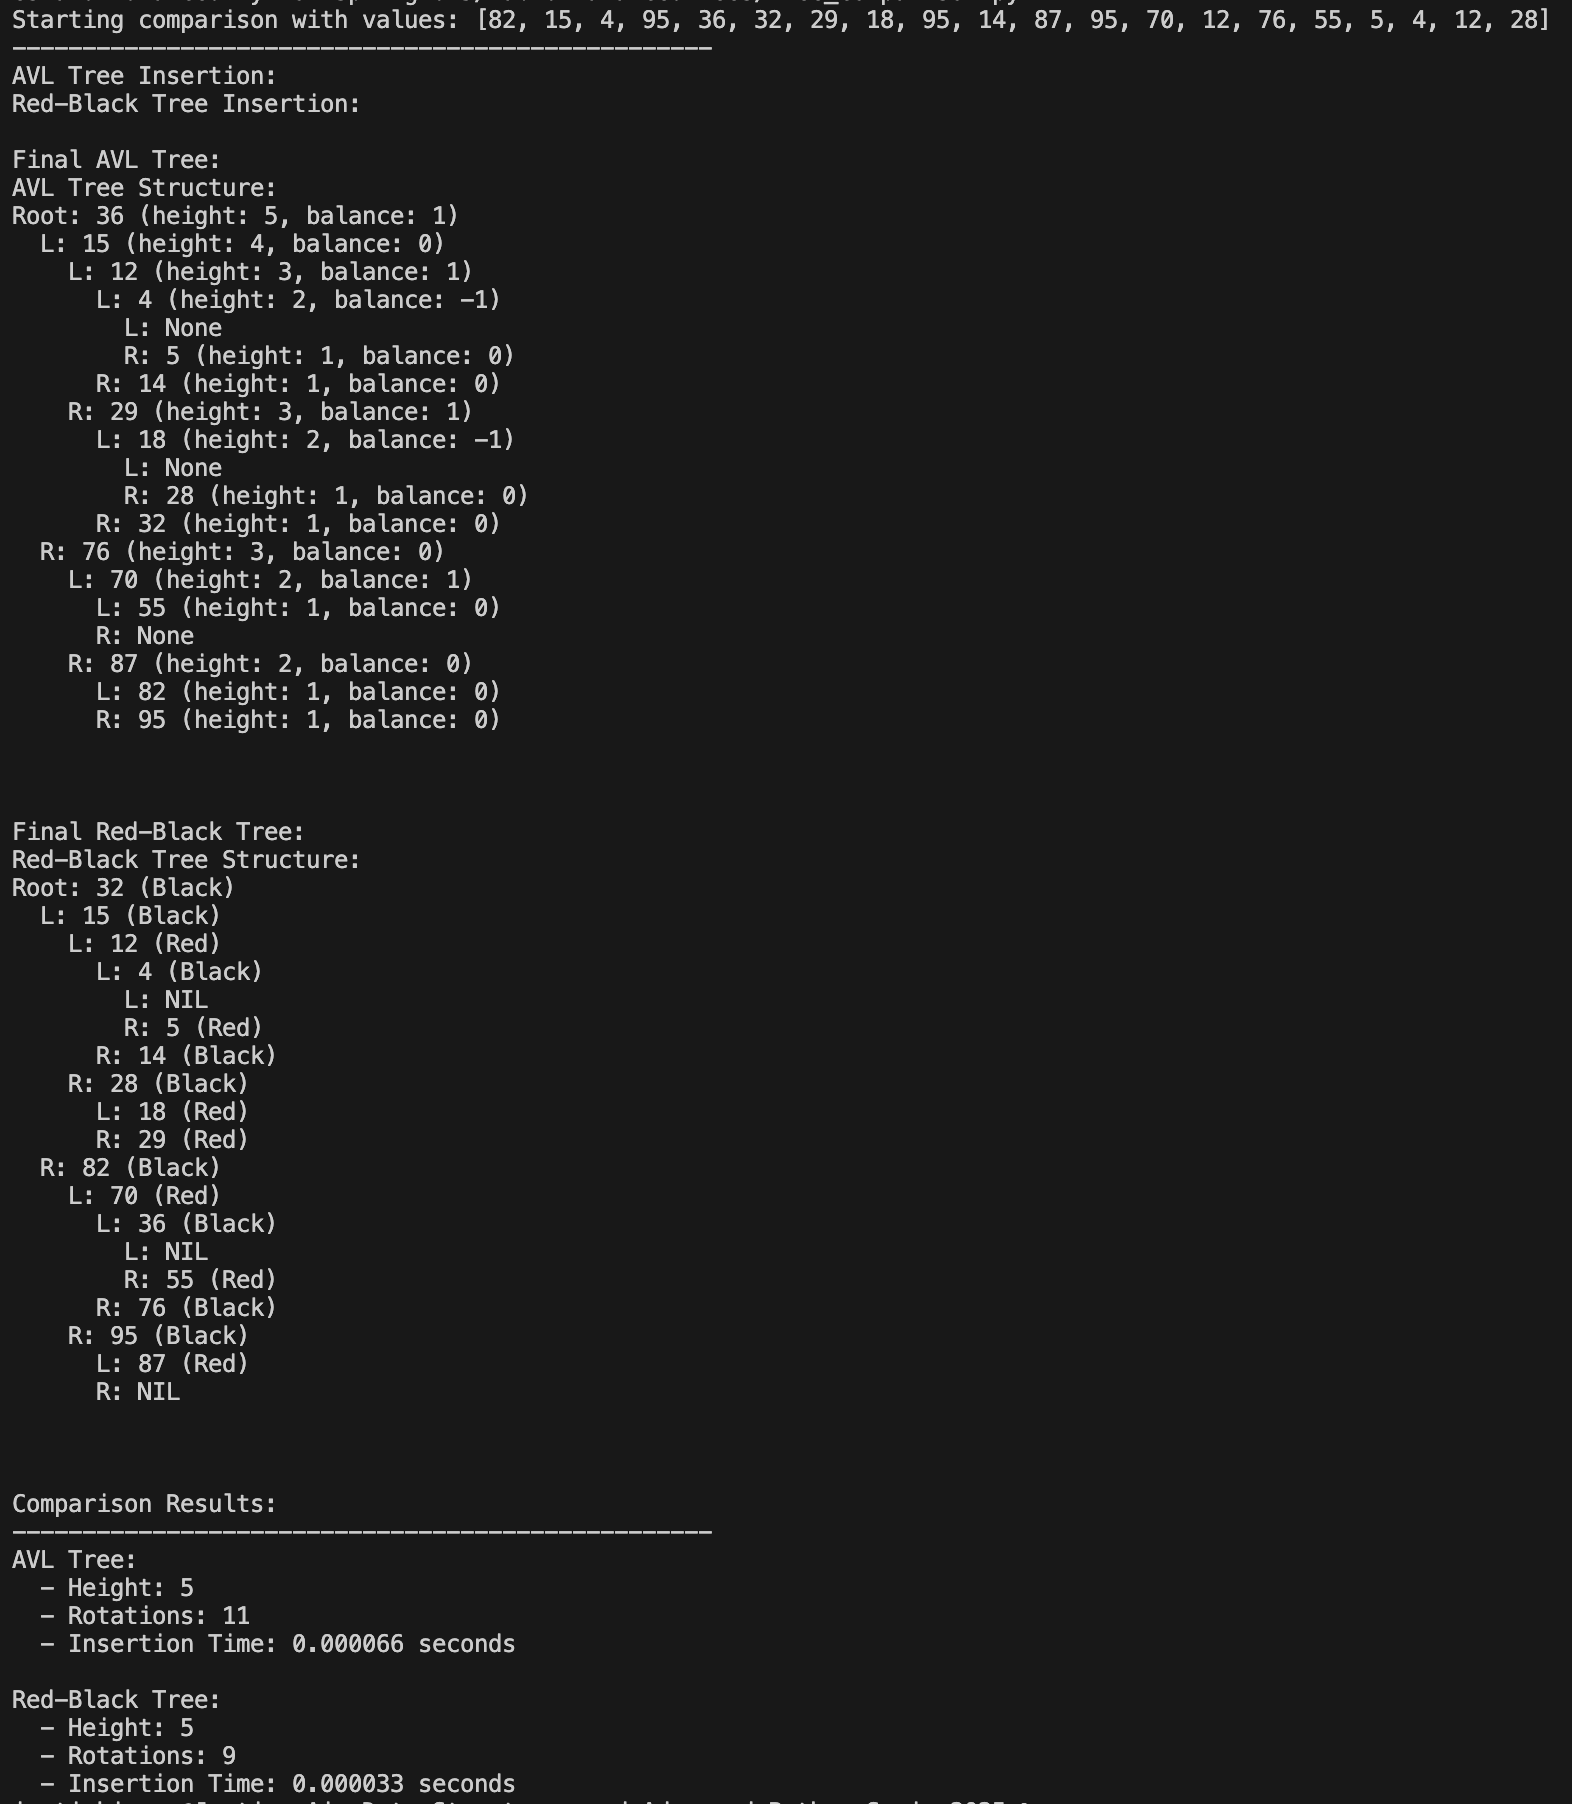 Starting comparison with values: [82, 15, 4, 95, 36, 32, 29, 18, 95, 14, 87, 95, 70, 12, 76, 55, 5, 4, 12, 28]
--------------------------------------------------
AVL Tree Insertion:
Red-Black Tree Insertion:

Final AVL Tree:
AVL Tree Structure:
Root: 36 (height: 5, balance: 1)
  L: 15 (height: 4, balance: 0)
    L: 12 (height: 3, balance: 1)
      L: 4 (height: 2, balance: -1)
        L: None
        R: 5 (height: 1, balance: 0)
      R: 14 (height: 1, balance: 0)
    R: 29 (height: 3, balance: 1)
      L: 18 (height: 2, balance: -1)
        L: None
        R: 28 (height: 1, balance: 0)
      R: 32 (height: 1, balance: 0)
  R: 76 (height: 3, balance: 0)
    L: 70 (height: 2, balance: 1)
      L: 55 (height: 1, balance: 0)
      R: None
    R: 87 (height: 2, balance: 0)
      L: 82 (height: 1, balance: 0)
      R: 95 (height: 1, balance: 0)

Final Red-Black Tree:
Red-Black Tree Structure:
Root: 32 (Black)
  L: 15 (Black)
    L: 12 (Red)
      L: 4 (Black)
        L: NIL
        R: 5 (Red)
      R: 14 (Black)
    R: 28 (Black)
      L: 18 (Red)
      R: 29 (Red)
  R: 82 (Black)
    L: 70 (Red)
      L: 36 (Black)
        L: NIL
        R: 55 (Red)
      R: 76 (Black)
    R: 95 (Black)
      L: 87 (Red)
      R: NIL

Comparison Results:
--------------------------------------------------
AVL Tree:
  - Height: 5
  - Rotations: 11
  - Insertion Time: 0.000066 seconds

Red-Black Tree:
  - Height: 5
  - Rotations: 9
  - Insertion Time: 0.000033 seconds